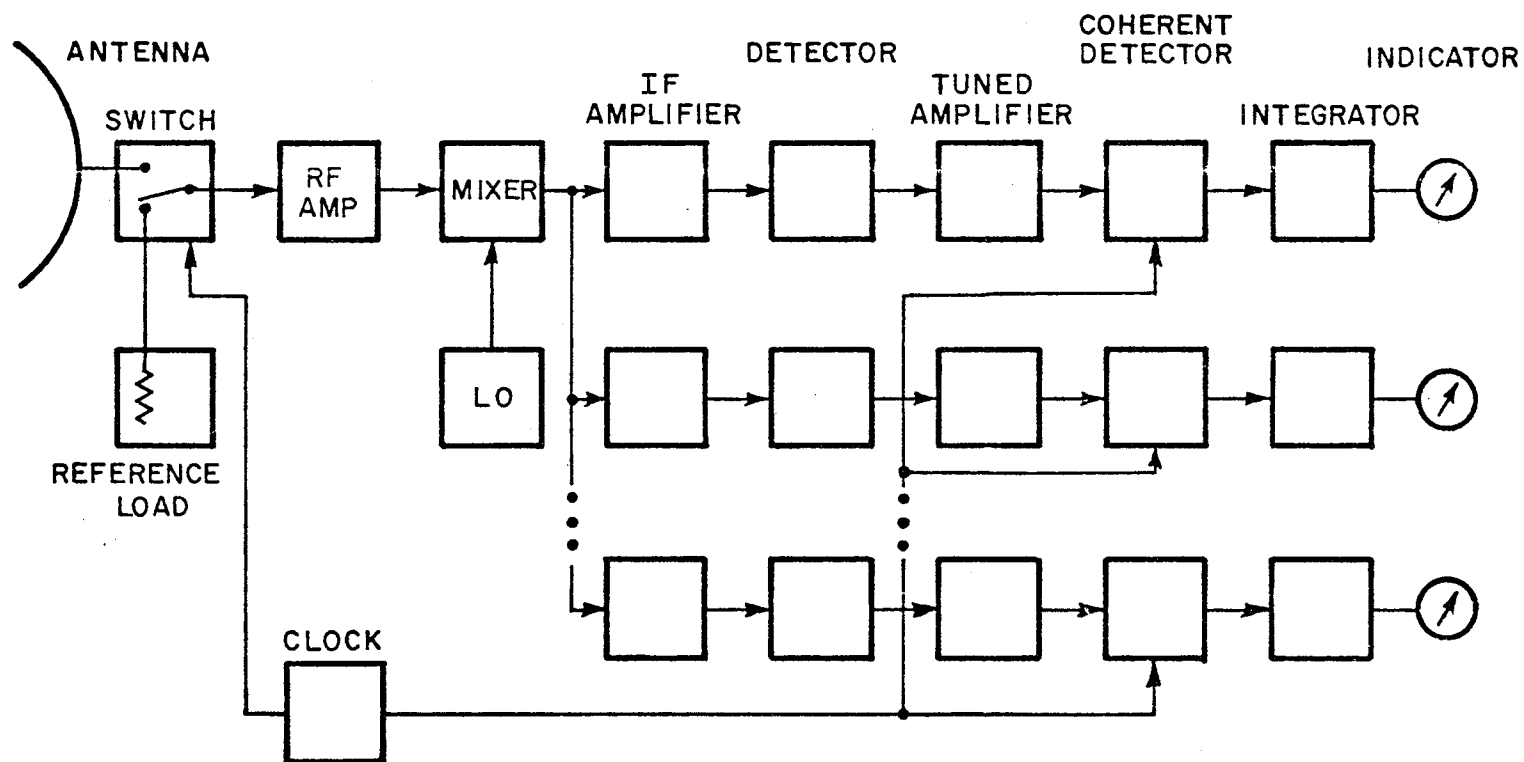 ANTENNA
SWITCH
RF
AMP
MIXER
IF
AMPLIFIER
DETECTOR
TUNED
AMPLIFIER
COHERENT
DETECTOR
INTEGRATOR
INDICATOR
LO
REFERENCE
LOAD
CLOCK